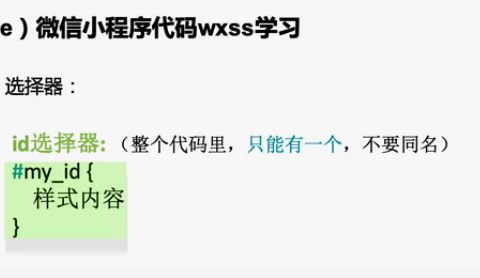 e）微信小程序代码wxss学习
选择器：
id选择器:（整个代码里，只能有一个，不要同名）
#my_id {
样式内容
}